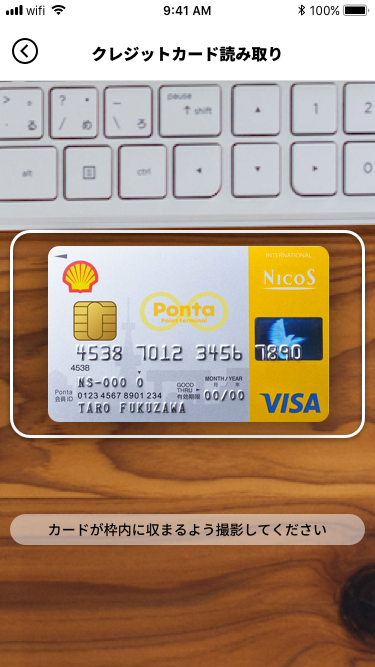 wifi 9:41 AM 100%
クレジットカード読み取り
pause
shift
1
2
alt
ctrl
0
INTERNATIONAL
NICOS
Ponta
4538 7012 3456 7890
4538
NS-000 0
MONTH/YEAR
月 / 年
GOOD THRU
有効期限
00/00
Ponta
会員ID
0123 4567 8901 234
TARO FUKUZAWA
VISA
カードが枠内に収まるよう撮影してください